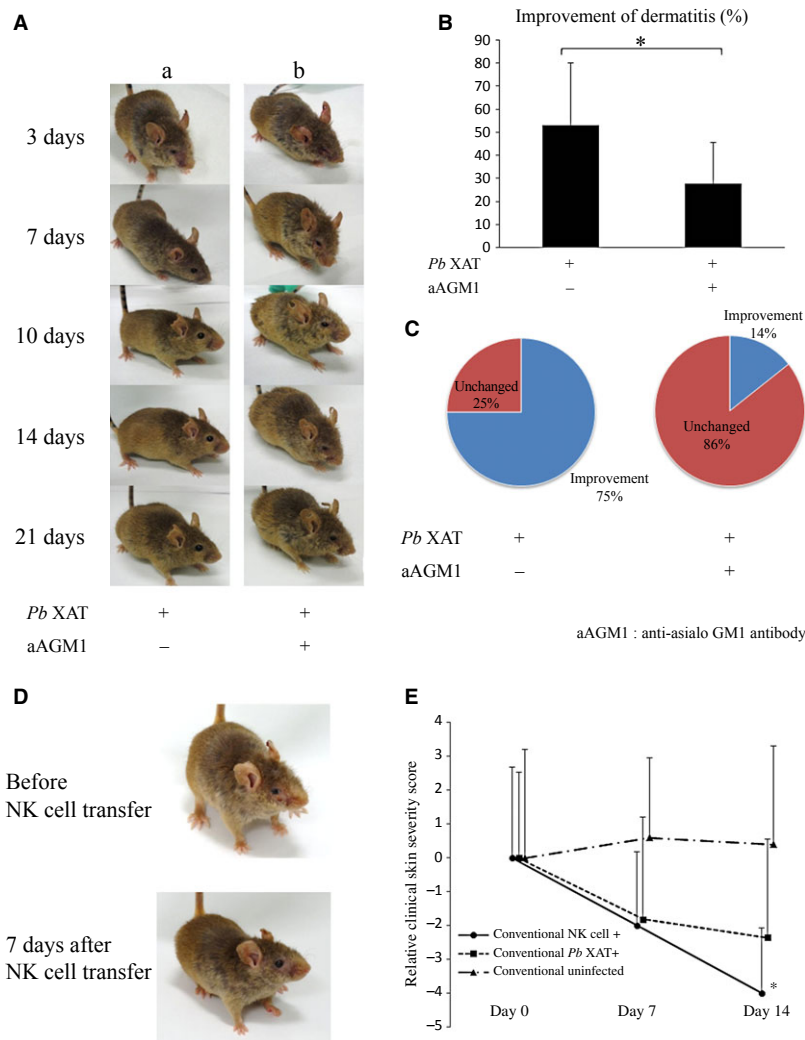 A
a b
3 days
7 days
10 days
14 days
21 days
Pb XAT + +
aAGM1 – +
B
Improvement of dermatitis (%)
*
90
80
70
60
50
40
30
20
10
0
Pb XAT + +
aAGM1 – +
C
Unchanged
25%
Improvement
75%
Improvement
14%
Unchanged
86%
Pb XAT + +
aAGM1 – +
aAGM1 : anti-asialo GM1 antibody
D
Before
NK cell transfer
7 days after
NK cell transfer
E
Relative clinical skin severity score
4
3
2
1
0
–1
–2
–3
–4
–5
Conventional NK cell +
Conventional Pb XAT+
Conventional uninfected
*
Day 0 Day 7 Day 14